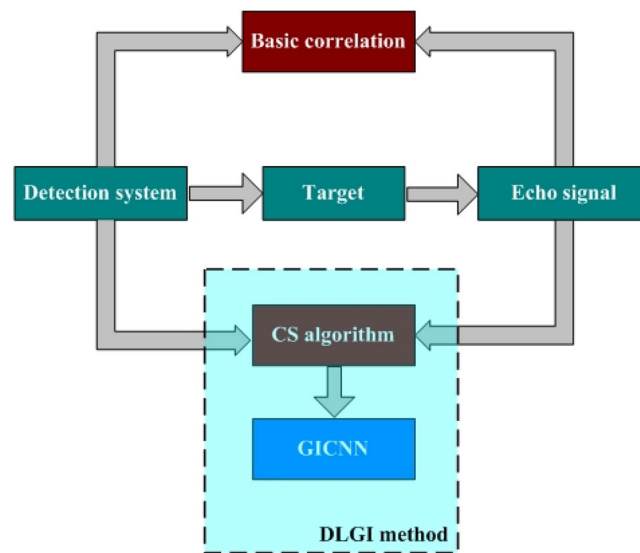 Basic correlation
Detection system
Target
Echo signal
CS algorithm
GICNN
DLGI method